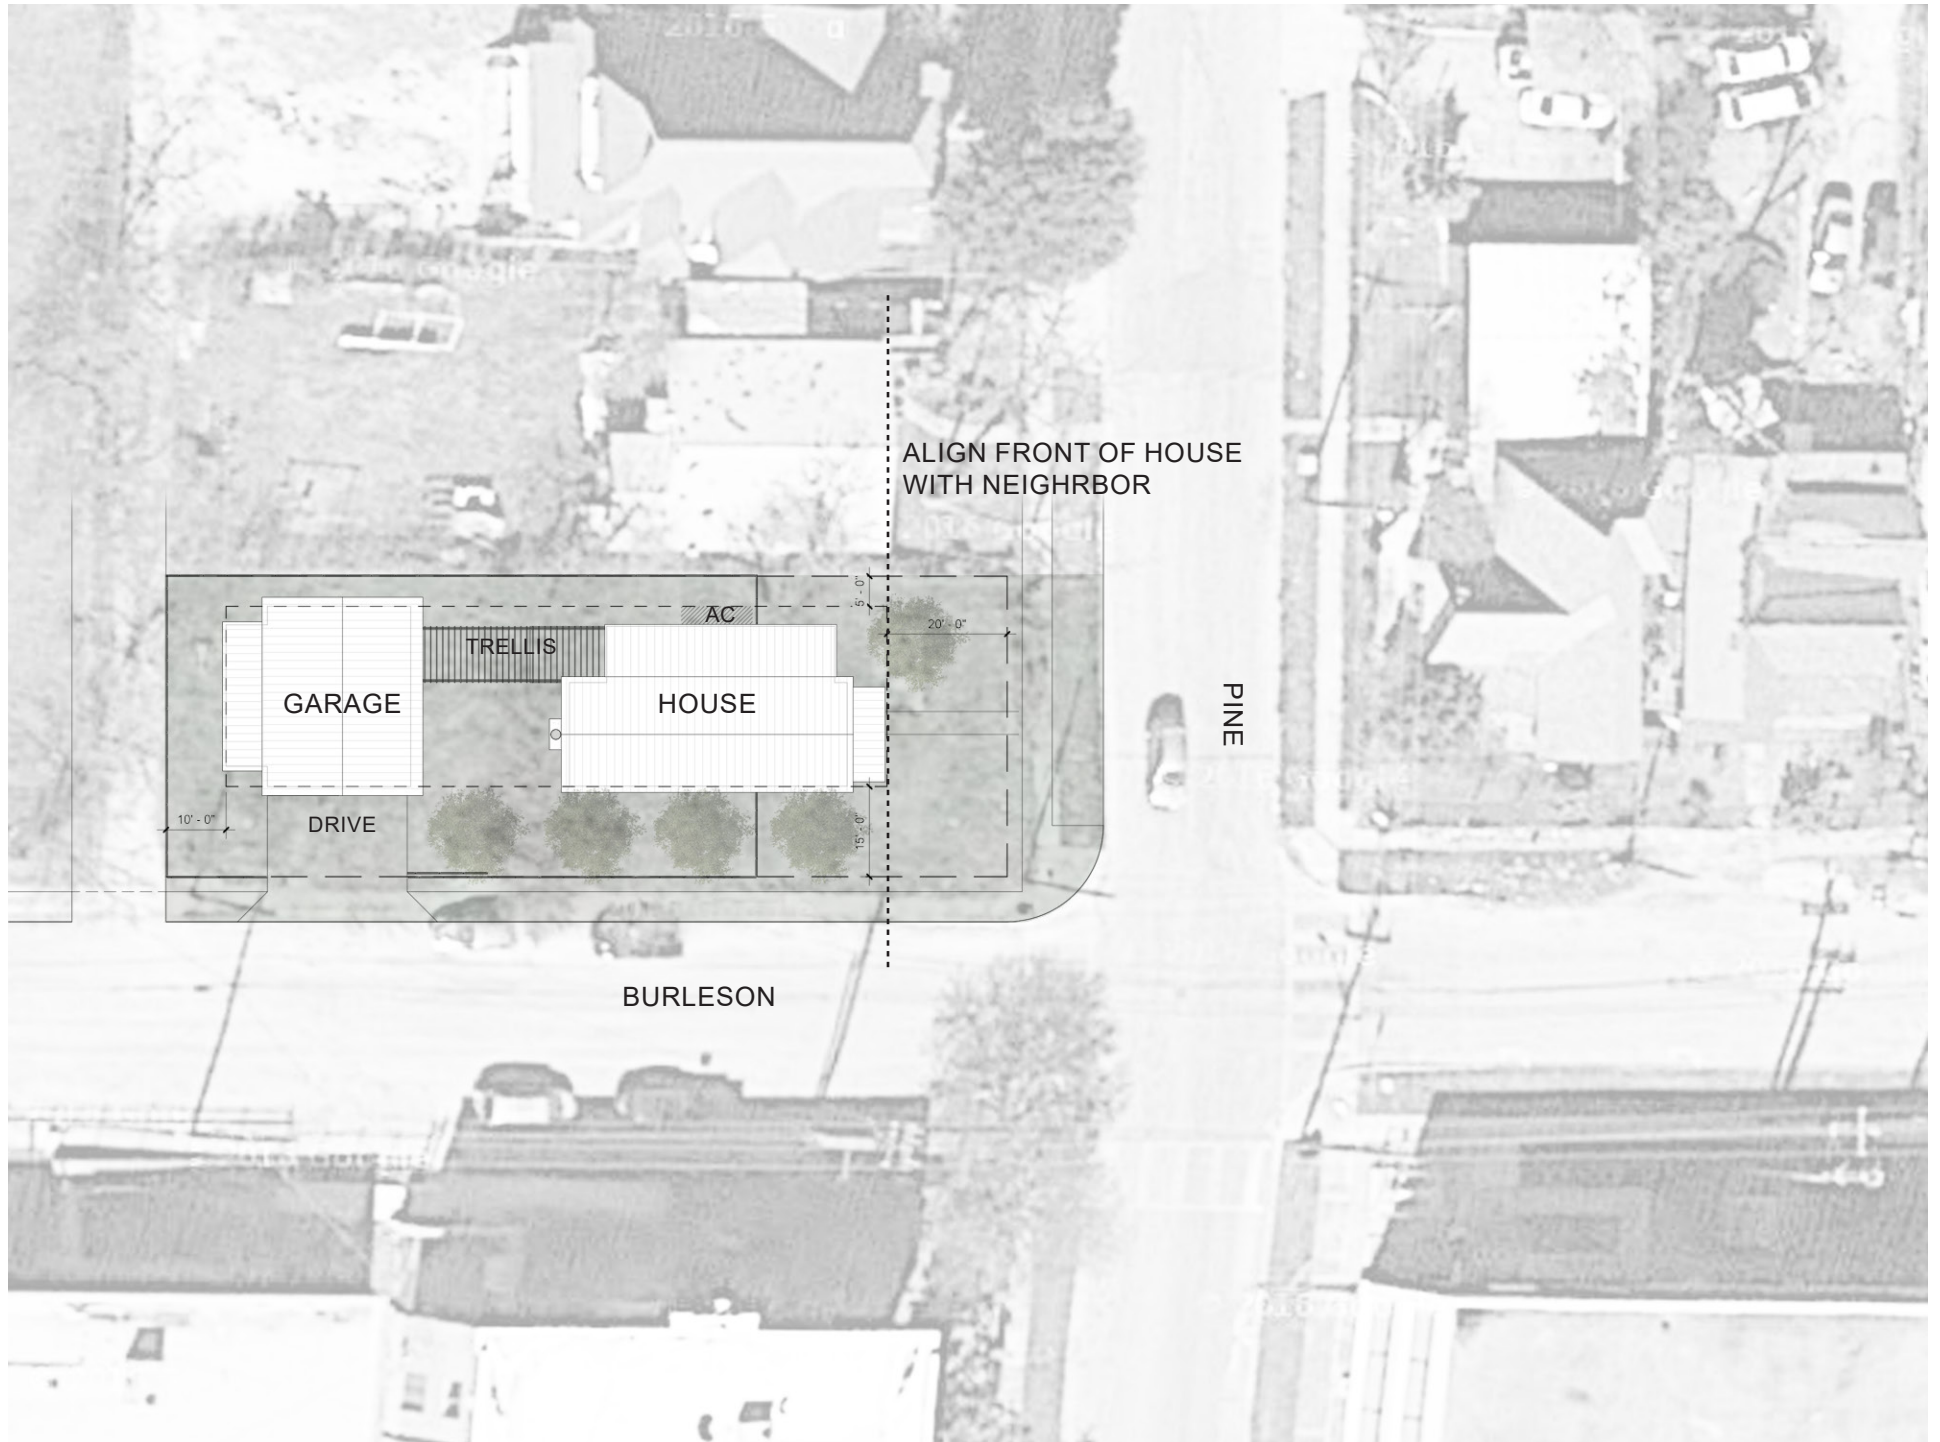 ALIGN FRONT OF HOUSE
WITH NEIGHRBOR
5' - 0"
AC
20' - 0"
TRELLIS
GARAGE
HOUSE
PINE
10' - 0"
DRIVE
15' - 0"
BURLESON